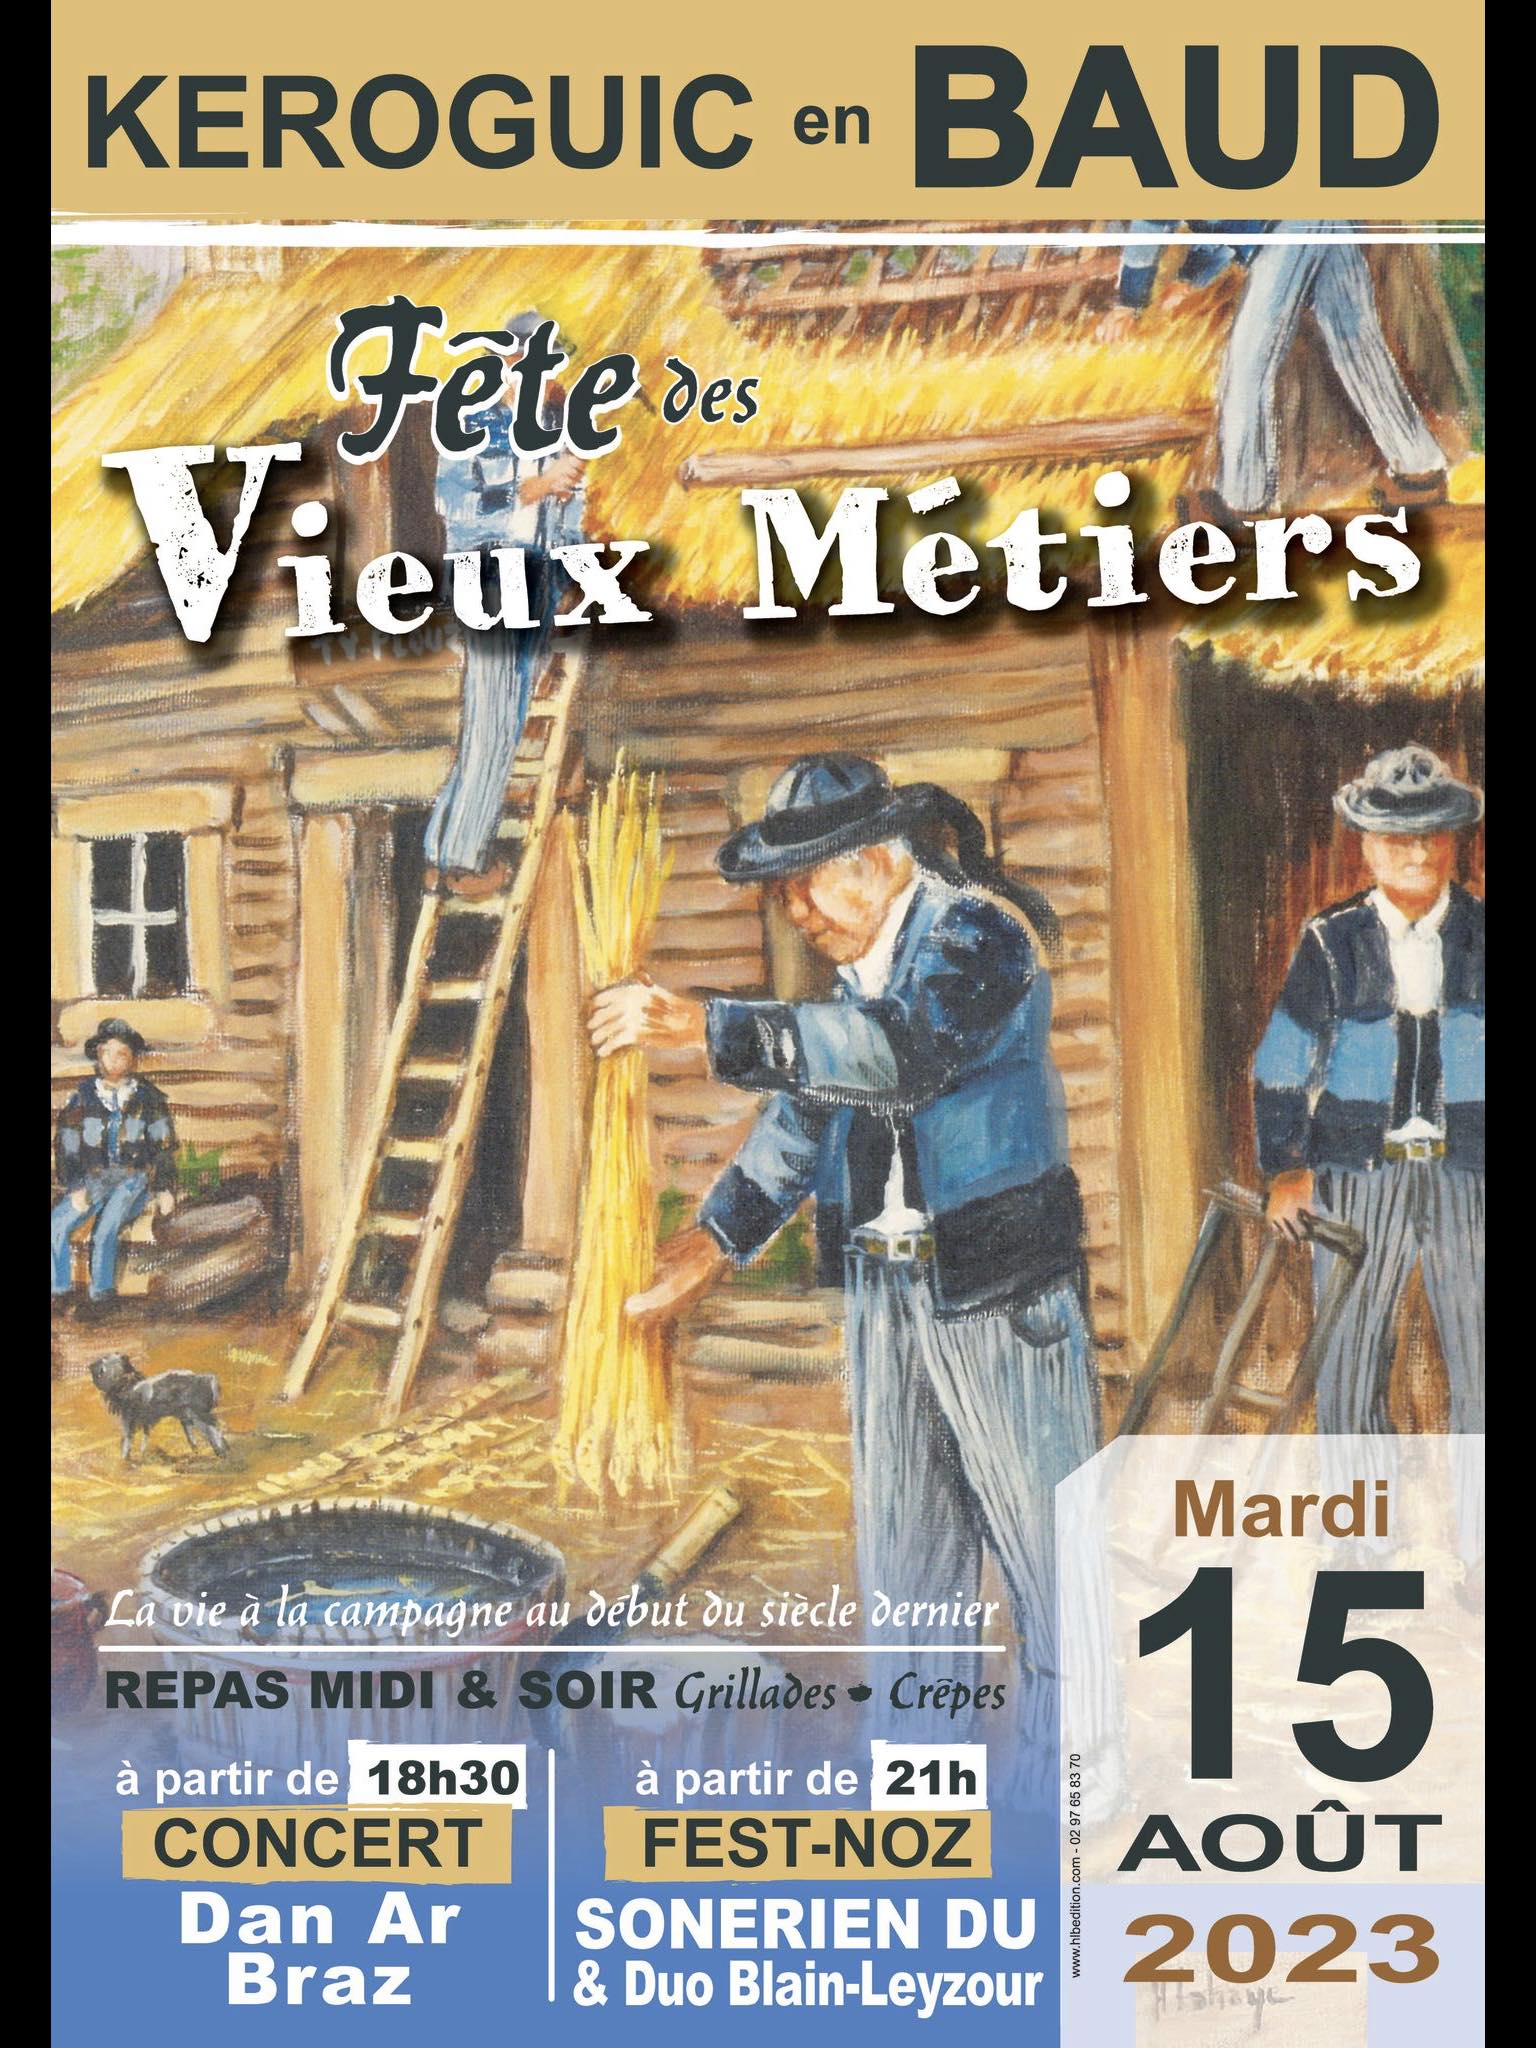 KEROGUIC en BAUD
Fête des
Vieux Métiers
La vie à la campagne au début du siècle dernier
REPAS MIDI & SOIR Grillades • Crêpes
à partir de 18h30
CONCERT
Dan Ar
Braz
à partir de 21h
FEST-NOZ
SONERIEN DU
& Duo Blain-Leyzour
Mardi
15
AOÛT
2023
www.hlbedition.com - 02 97 65 83 70